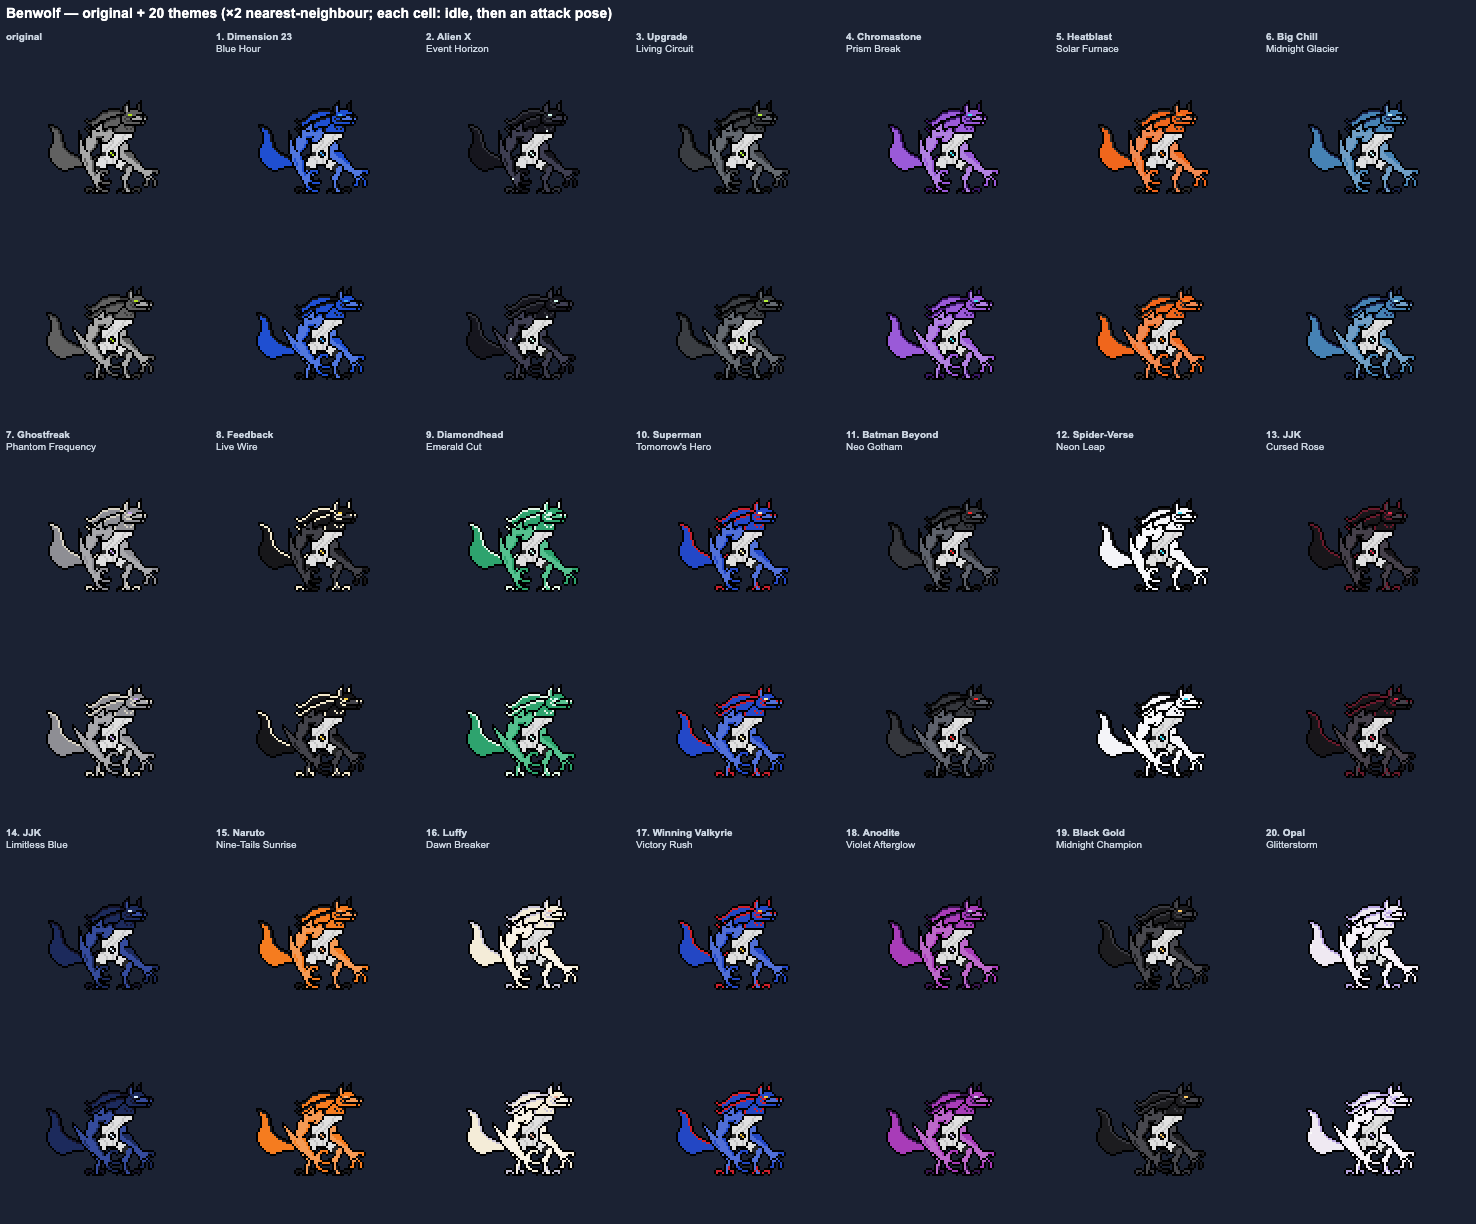 Benwolf — original + 20 themes (×2 nearest-neighbour; each cell: idle, then an attack pose)
original
1. Dimension 23
Blue Hour
2. Alien X
Event Horizon
3. Upgrade
Living Circuit
4. Chromastone
Prism Break
5. Heatblast
Solar Furnace
6. Big Chill
Midnight Glacier
7. Ghostfreak
Phantom Frequency
8. Feedback
Live Wire
9. Diamondhead
Emerald Cut
10. Superman
Tomorrow's Hero
11. Batman Beyond
Neo Gotham
12. Spider-Verse
Neon Leap
13. JJK
Cursed Rose
14. JJK
Limitless Blue
15. Naruto
Nine-Tails Sunrise
16. Luffy
Dawn Breaker
17. Winning Valkyrie
Victory Rush
18. Anodite
Violet Afterglow
19. Black Gold
Midnight Champion
20. Opal
Glitterstorm